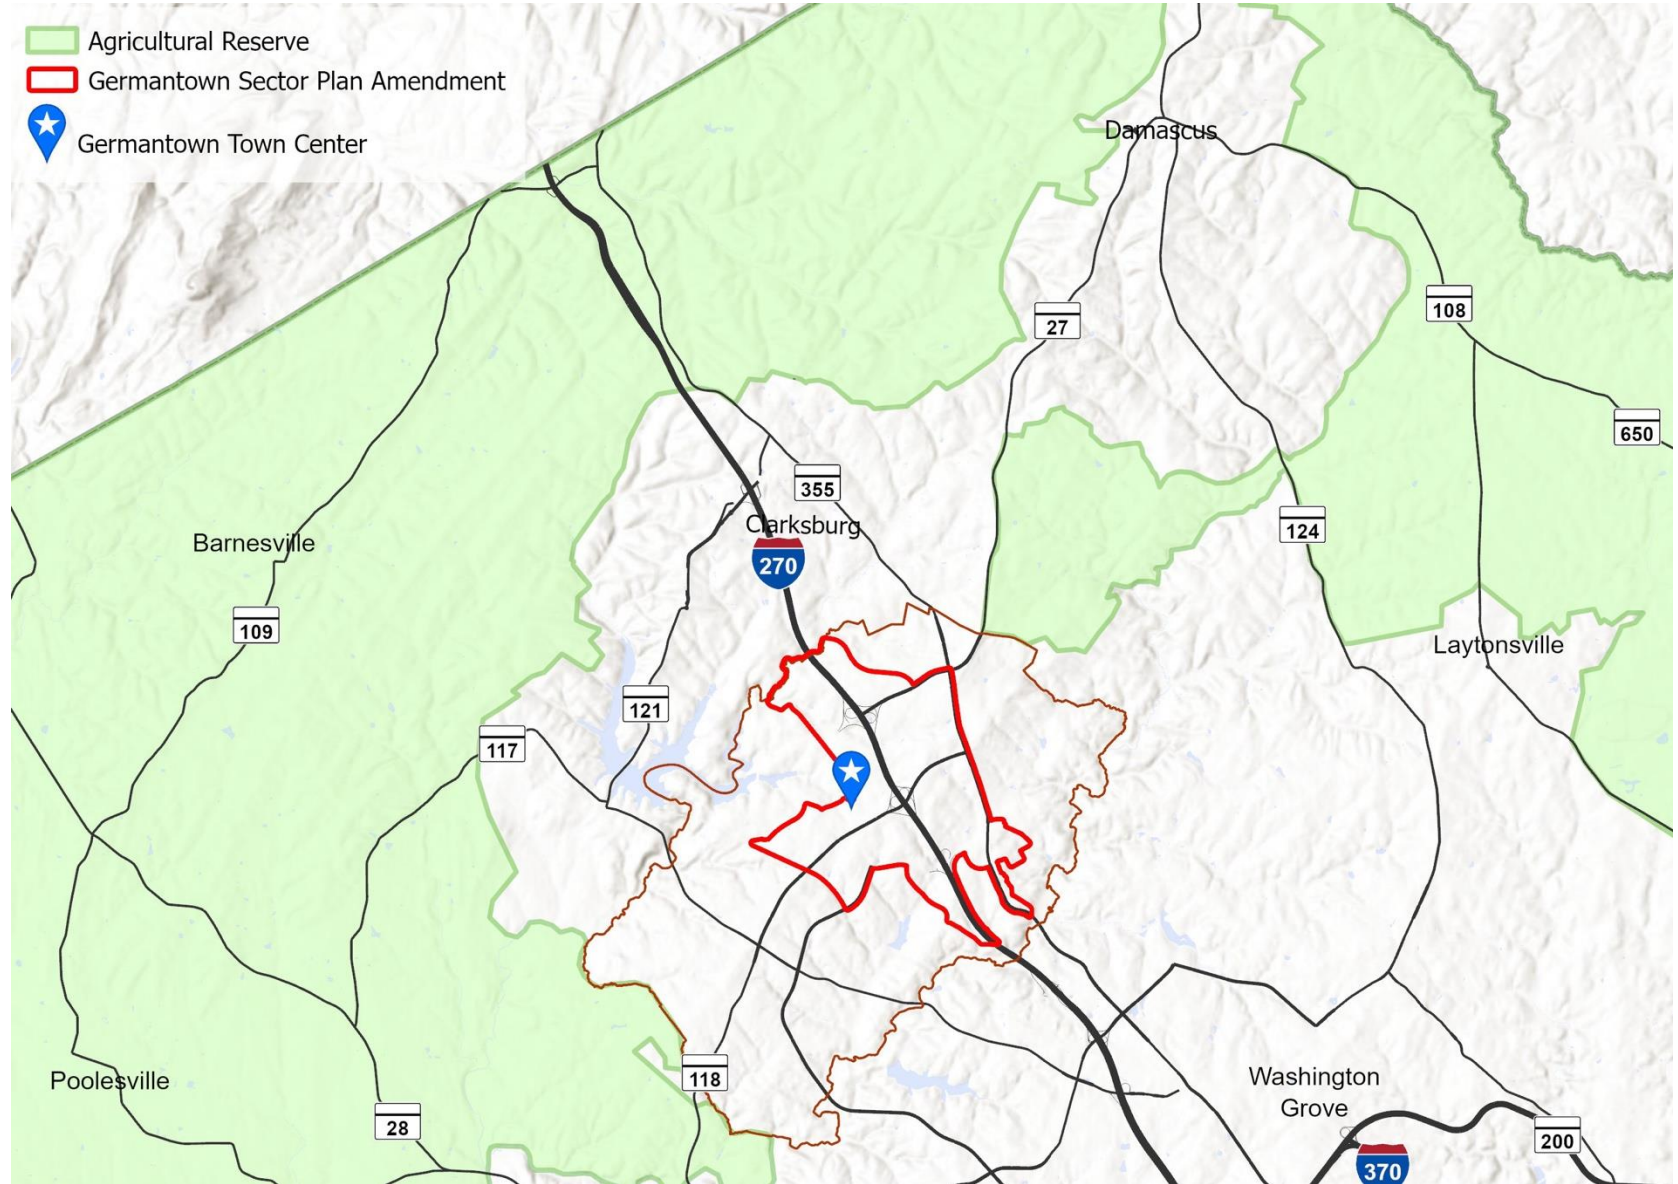 Agricultural Reserve
Germantown Sector Plan Amendment
Germantown Town Center
Damascus
108
27
650
355
Clarksburg
124
Barnesville
270
109
Laytonsville
121
117
Poolesville
118
Washington
Grove
28
200
370